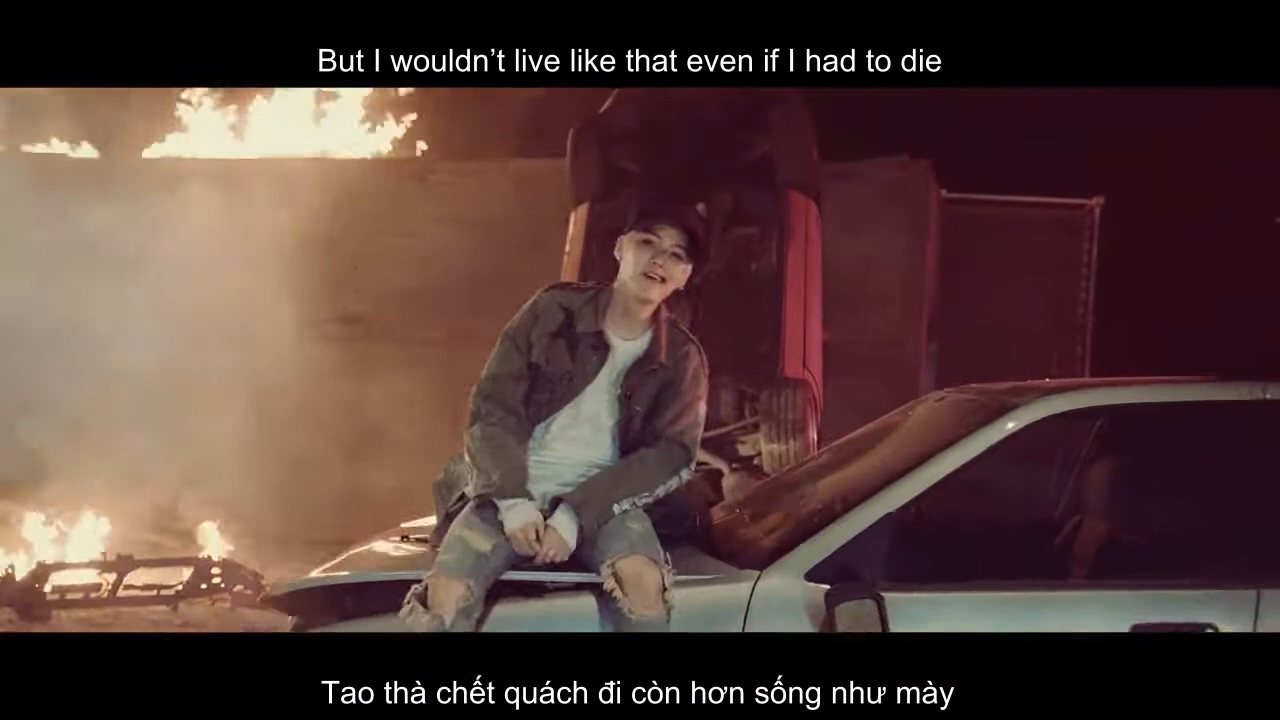 But I wouldn’t live like that even if I had to die
Tao thà chết quách đi còn hơn sống như mày